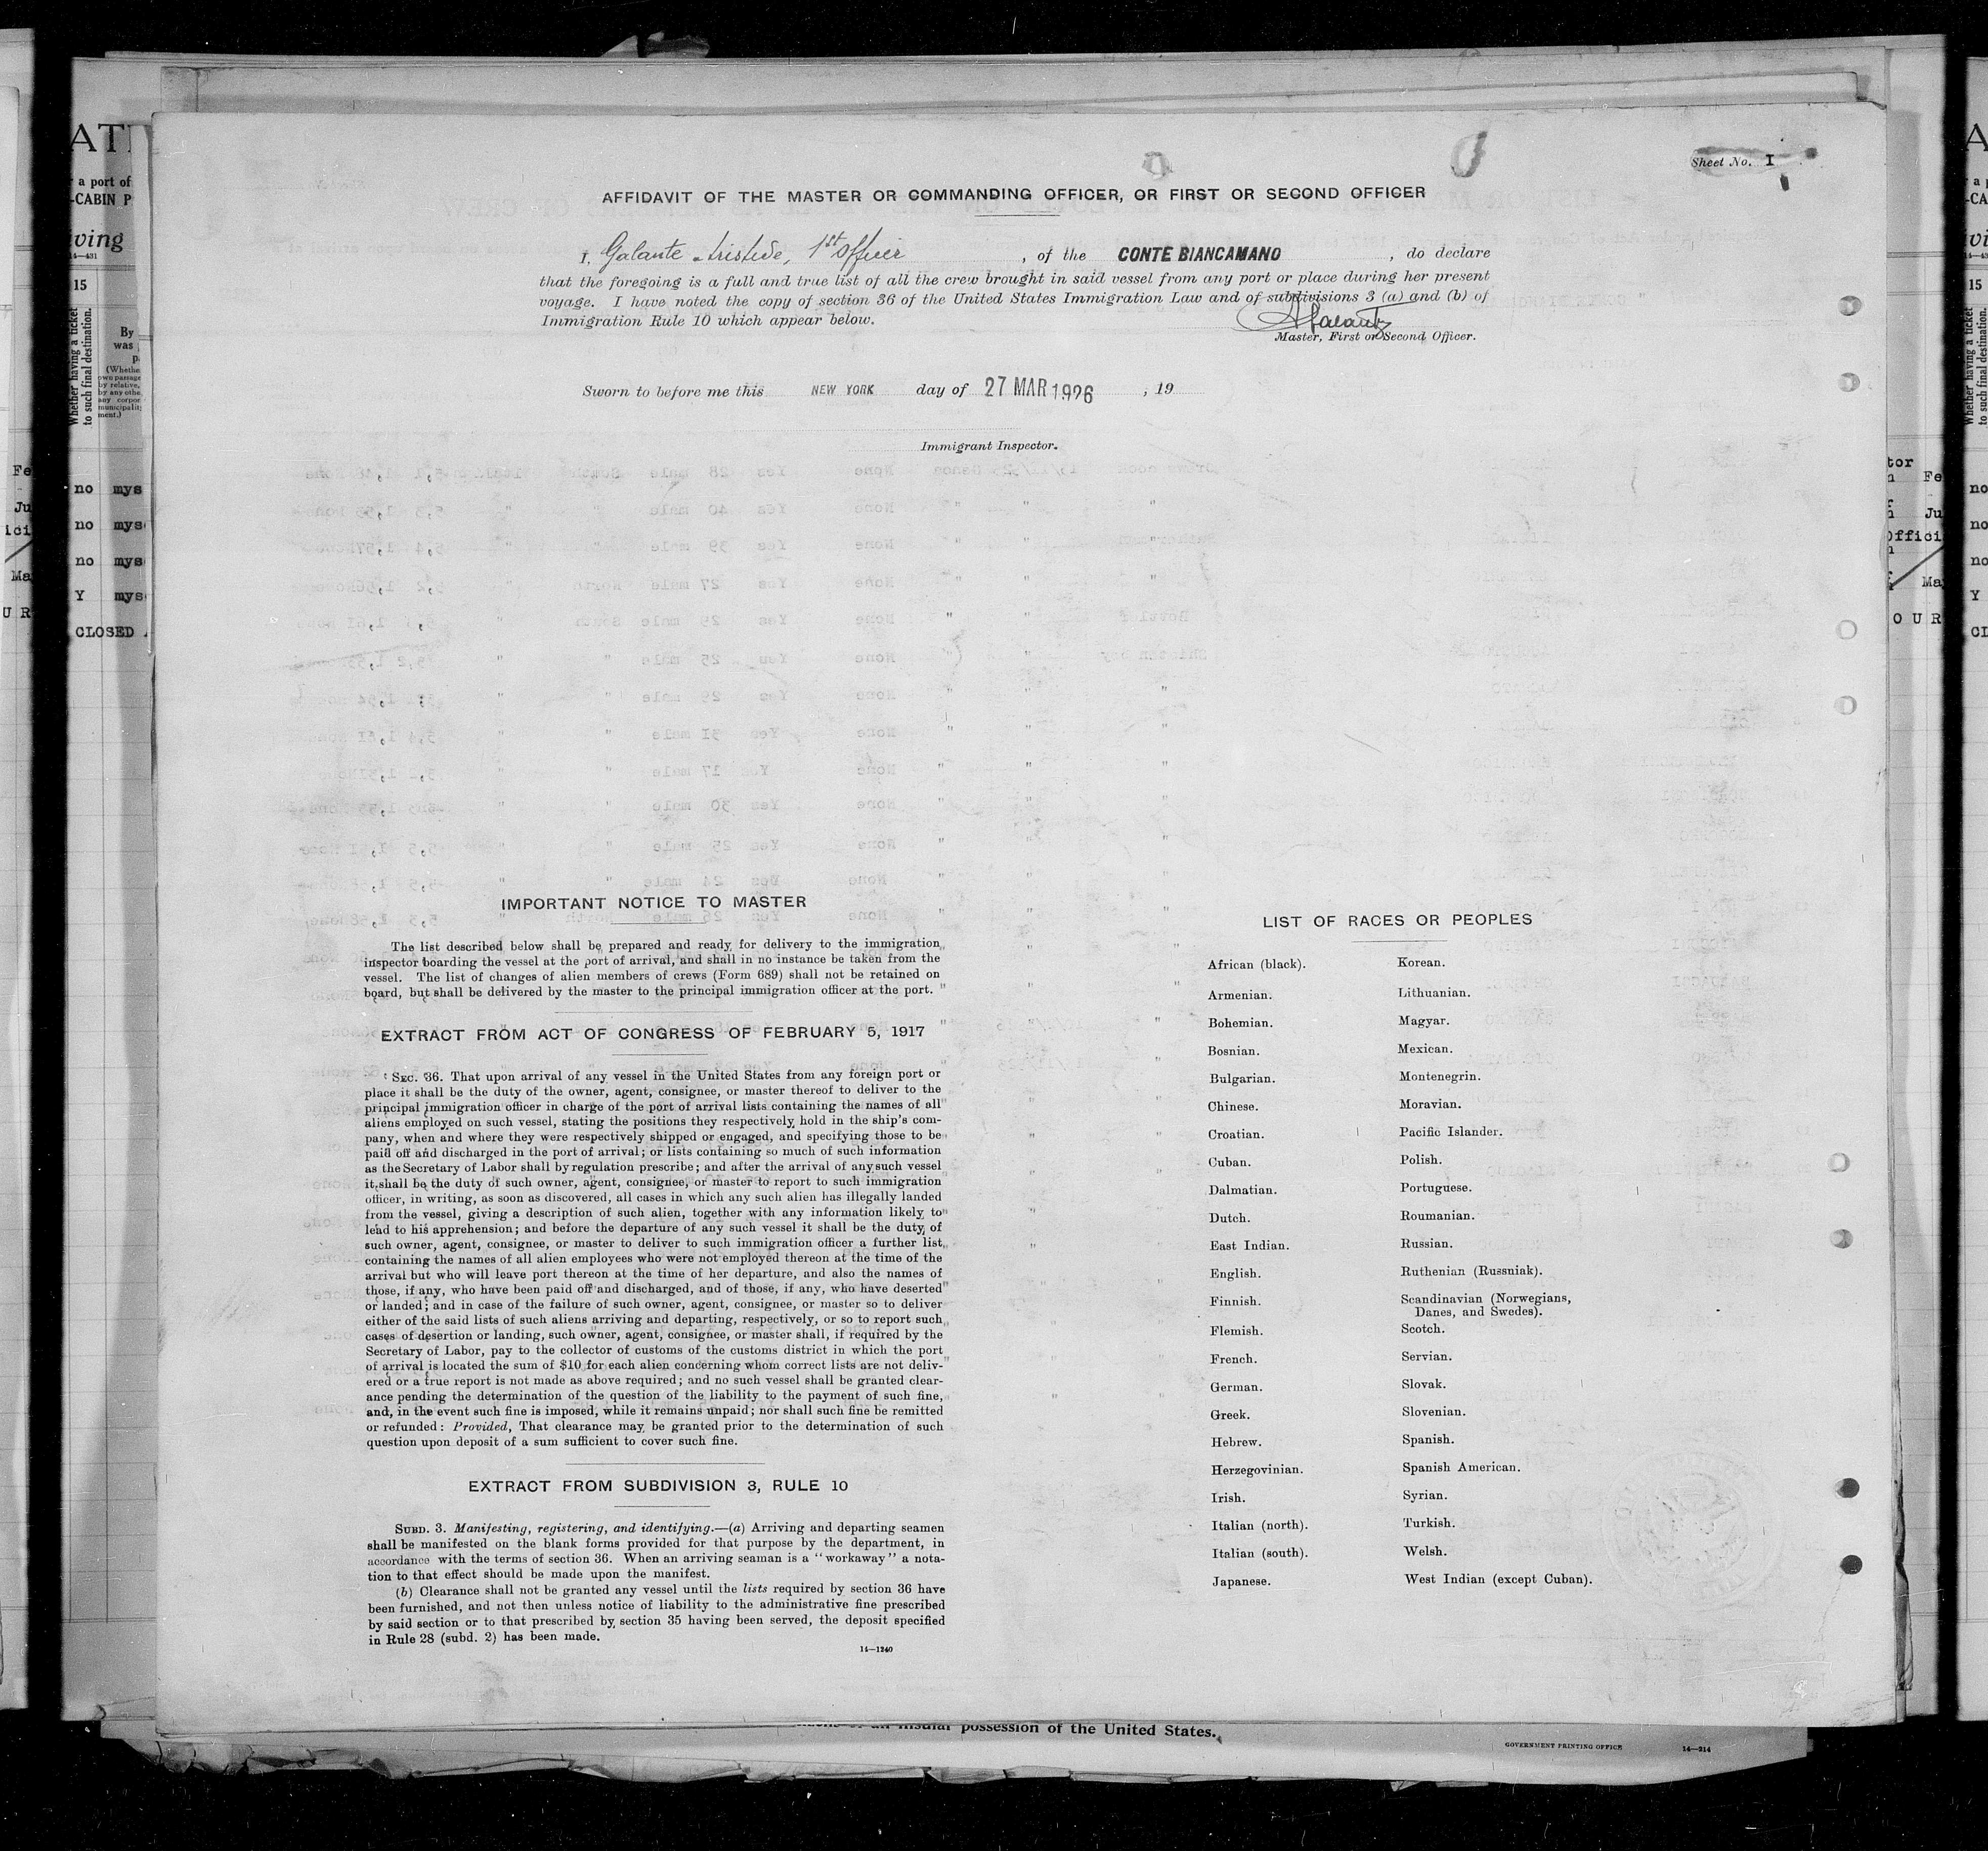 Sheet No. I
AFFIDAVIT OF THE MASTER OR COMMANDING OFFICER, OR FIRST OR SECOND OFFICER
I, Galante Aristide, 1st Officer, of the CONTE BIANCAMANO, do declare
that the foregoing is a full and true list of all the crew brought in said vessel from any port or place during her present
voyage. I have noted the copy of section 36 of the United States Immigration Law and of subdivisions 3 (a) and (b) of
Immigration Rule 10 which appear below.
AGalante
Master, First or Second Officer.
Sworn to before me this NEW YORK day of 27 MAR 1926, 19
Immigrant Inspector.
IMPORTANT NOTICE TO MASTER
The list described below shall be prepared and ready for delivery to the immigration
inspector boarding the vessel at the port of arrival, and shall in no instance be taken from the
vessel. The list of changes of alien members of crews (Form 689) shall not be retained on
board, but shall be delivered by the master to the principal immigration officer at the port.
EXTRACT FROM ACT OF CONGRESS OF FEBRUARY 5, 1917
SEC. 36. That upon arrival of any vessel in the United States from any foreign port or
place it shall be the duty of the owner, agent, consignee, or master thereof to deliver to the
principal immigration officer in charge of the port of arrival lists containing the names of all
aliens employed on such vessel, stating the positions they respectively hold in the ship's com-
pany, when and where they were respectively shipped or engaged, and specifying those to be
paid off and discharged in the port of arrival; or lists containing so much of such information
as the Secretary of Labor shall by regulation prescribe; and after the arrival of any such vessel
it shall be the duty of such owner, agent, consignee, or master to report to such immigration
officer, in writing, as soon as discovered, all cases in which any such alien has illegally landed
from the vessel, giving a description of such alien, together with any information likely to
lead to his apprehension; and before the departure of any such vessel it shall be the duty of
such owner, agent, consignee, or master to deliver to such immigration officer a further list
containing the names of all alien employees who were not employed thereon at the time of the
arrival but who will leave port thereon at the time of her departure, and also the names of
those, if any, who have been paid off and discharged, and of those, if any, who have deserted
or landed; and in case of the failure of such owner, agent, consignee, or master so to deliver
either of the said lists of such aliens arriving and departing, respectively, or so to report such
cases of desertion or landing, such owner, agent, consignee, or master shall, if required by the
Secretary of Labor, pay to the collector of customs of the customs district in which the port
of arrival is located the sum of $10 for each alien concerning whom correct lists are not deliv-
ered or a true report is not made as above required; and no such vessel shall be granted clear-
ance pending the determination of the question of the liability to the payment of such fine,
and, in the event such fine is imposed, while it remains unpaid; nor shall such fine be remitted
or refunded: Provided, That clearance may be granted prior to the determination of such
question upon deposit of a sum sufficient to cover such fine.
EXTRACT FROM SUBDIVISION 3, RULE 10
SUBD. 3. Manifesting, registering, and identifying.—(a) Arriving and departing seamen
shall be manifested on the blank forms provided for that purpose by the department, in
accordance with the terms of section 36. When an arriving seaman is a "workaway" a nota-
tion to that effect should be made upon the manifest.
(b) Clearance shall not be granted any vessel until the lists required by section 36 have
been furnished, and not then unless notice of liability to the administrative fine prescribed
by said section or to that prescribed by section 35 having been served, the deposit specified
in Rule 28 (subd. 2) has been made.
14—1240
LIST OF RACES OR PEOPLES
African (black).
Armenian.
Bohemian.
Bosnian.
Bulgarian.
Chinese.
Croatian.
Cuban.
Dalmatian.
Dutch.
East Indian.
English.
Finnish.
Flemish.
French.
German.
Greek.
Hebrew.
Herzegovinian.
Irish.
Italian (north).
Italian (south).
Japanese.
Korean.
Lithuanian.
Magyar.
Mexican.
Montenegrin.
Moravian.
Pacific Islander.
Polish.
Portuguese.
Roumanian.
Russian.
Ruthenian (Russniak).
Scandinavian (Norwegians,
Danes, and Swedes).
Scotch.
Servian.
Slovak.
Slovenian.
Spanish.
Spanish American.
Syrian.
Turkish.
Welsh.
West Indian (except Cuban).
insular possession of the United States.
GOVERNMENT PRINTING OFFICE 14—214
a port of
-CABIN P
15
Whether having a ticket
to such final destination.
By
was
no mys
no mys
no mys
Y mys
CLOSED